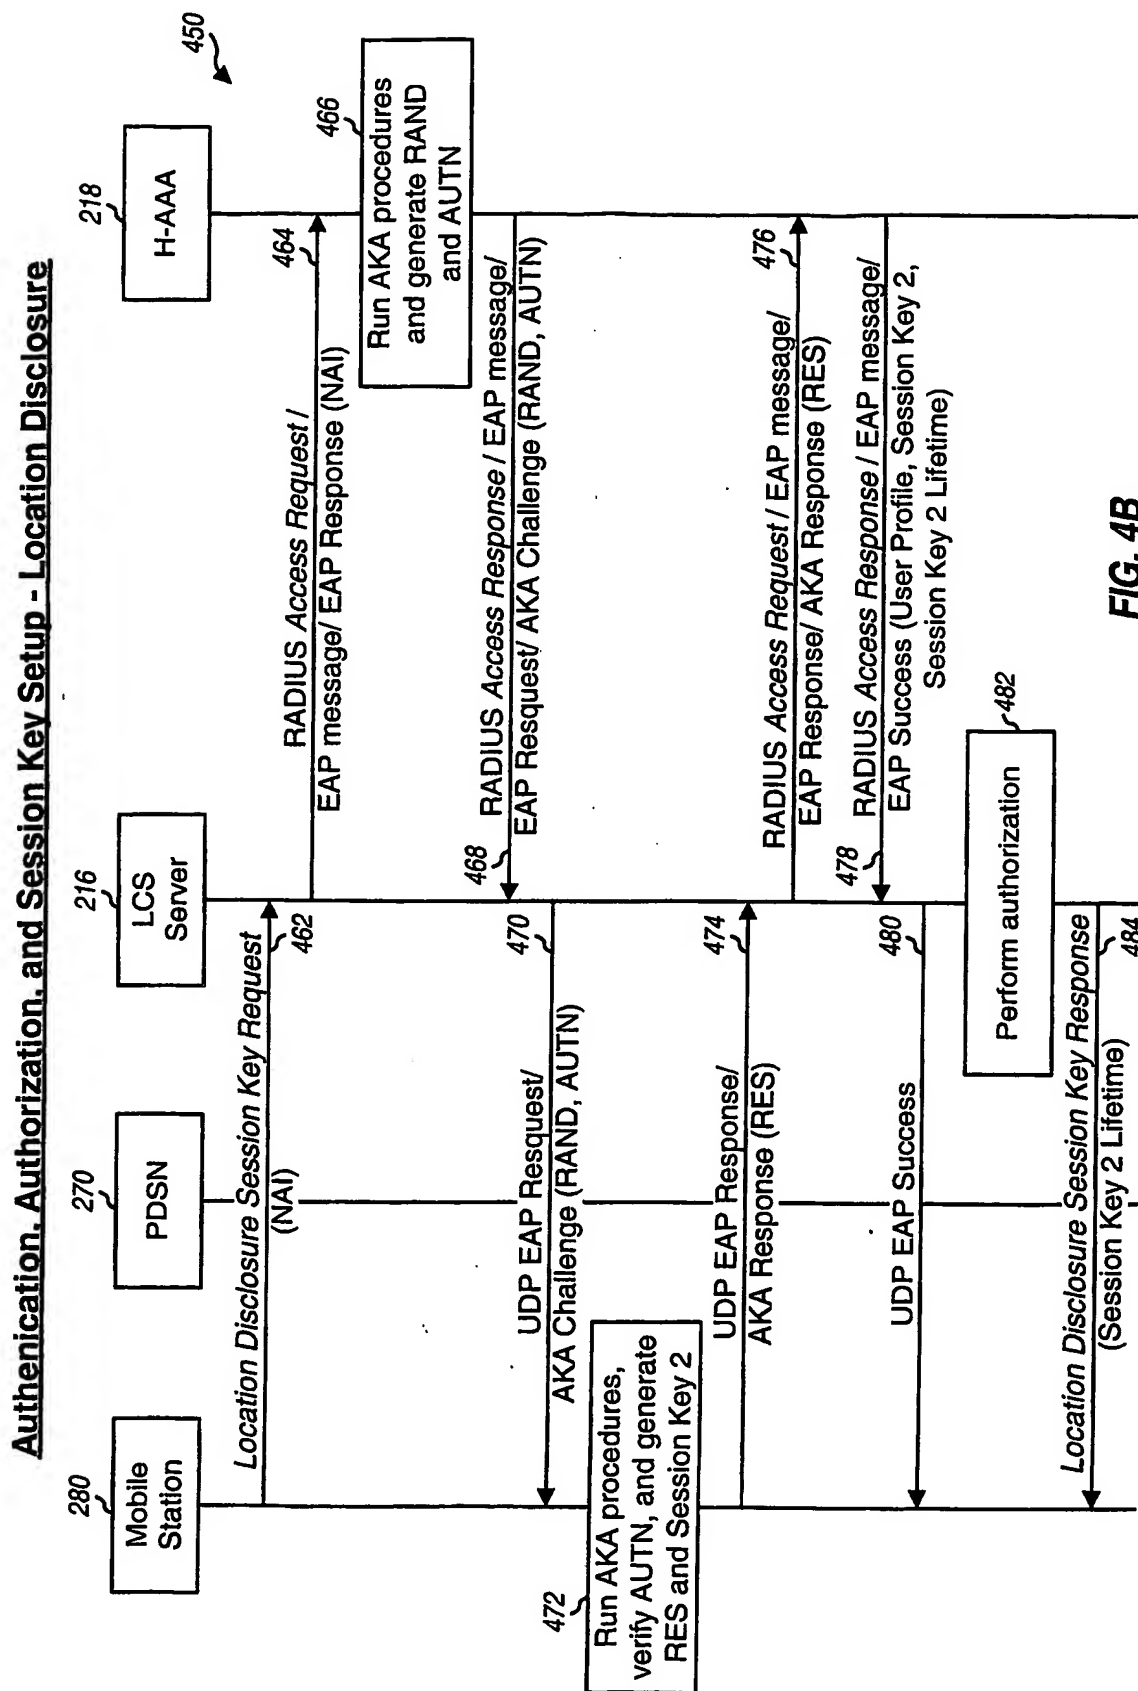 Authenication, Authorization, and Session Key Setup - Location Disclosure
450
280
270
216
218
Mobile
Station
PDSN
LCS
Server
H-AAA
Location Disclosure Session Key Request
(NAI)
462
RADIUS Access Request /
EAP message/ EAP Response (NAI)
464
466
Run AKA procedures
and generate RAND
and AUTN
RADIUS Access Response / EAP message/
EAP Resquest/ AKA Challenge (RAND, AUTN)
468
470
UDP EAP Resquest/
AKA Challenge (RAND, AUTN)
472
Run AKA procedures,
verify AUTN, and generate
RES and Session Key 2
UDP EAP Response/
AKA Response (RES)
474
RADIUS Access Request / EAP message/
EAP Response/ AKA Response (RES)
476
RADIUS Access Response / EAP message/
EAP Success (User Profile, Session Key 2,
Session Key 2 Lifetime)
478
480
UDP EAP Success
482
Perform authorization
Location Disclosure Session Key Response
(Session Key 2 Lifetime)
484
FIG. 4B